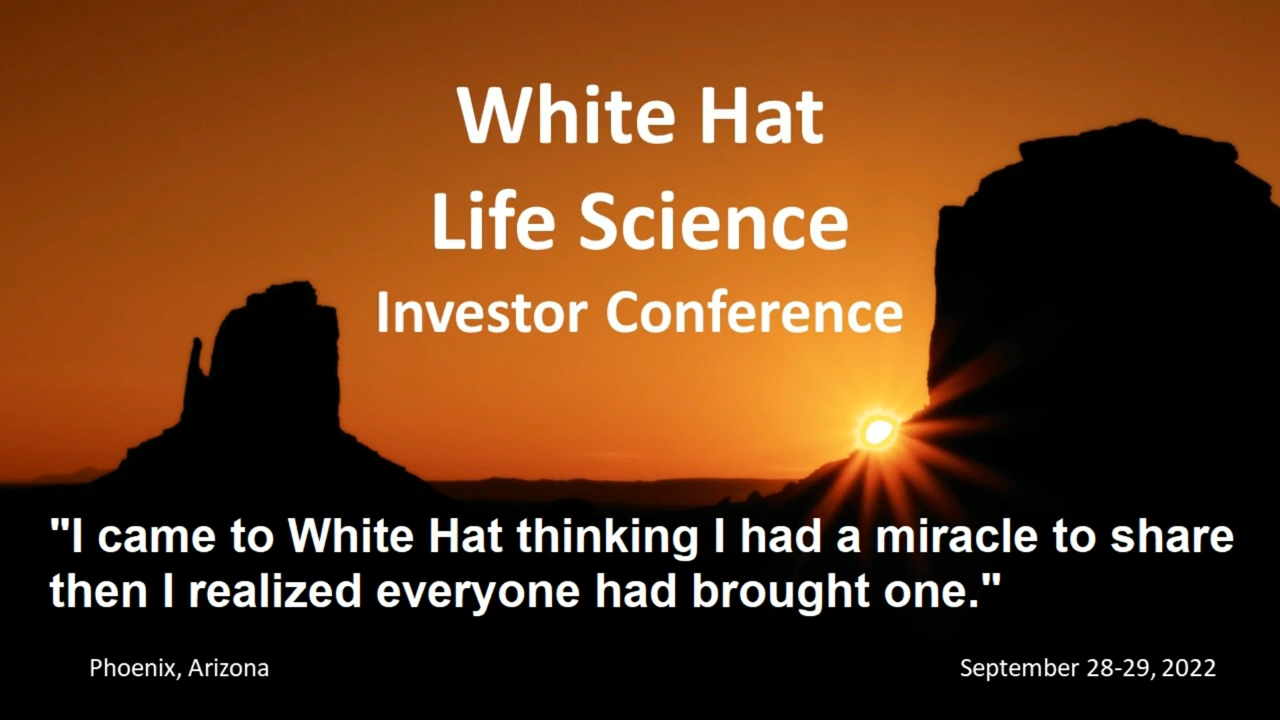 White Hat
Life Science
Investor Conference
"I came to White Hat thinking I had a miracle to share
then I realized everyone had brought one."
Phoenix, Arizona
September 28-29, 2022